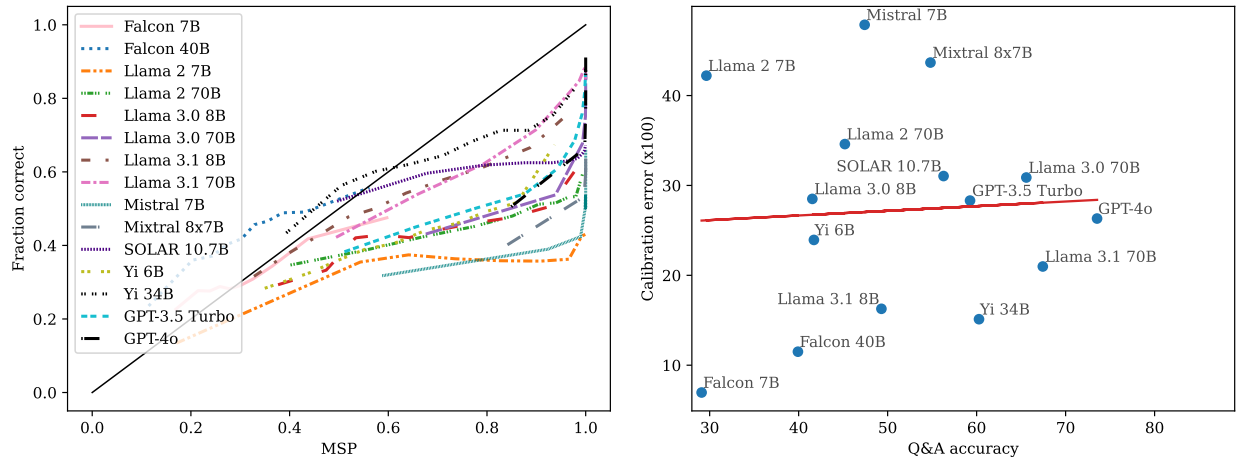 1.0
0.8
0.6
0.4
0.2
0.0
Fraction correct
Falcon 7B
Falcon 40B
Llama 2 7B
Llama 2 70B
Llama 3.0 8B
Llama 3.0 70B
Llama 3.1 8B
Llama 3.1 70B
Mistral 7B
Mixtral 8x7B
SOLAR 10.7B
Yi 6B
Yi 34B
GPT-3.5 Turbo
GPT-4o
0.0 0.2 0.4 0.6 0.8 1.0
MSP
40
30
20
10
Calibration error (x100)
Mistral 7B
Mixtral 8x7B
Llama 2 7B
Llama 2 70B
SOLAR 10.7B
Llama 3.0 70B
Llama 3.0 8B
GPT-3.5 Turbo
GPT-4o
Yi 6B
Llama 3.1 70B
Llama 3.1 8B
Yi 34B
Falcon 40B
Falcon 7B
30 40 50 60 70 80
Q&A accuracy